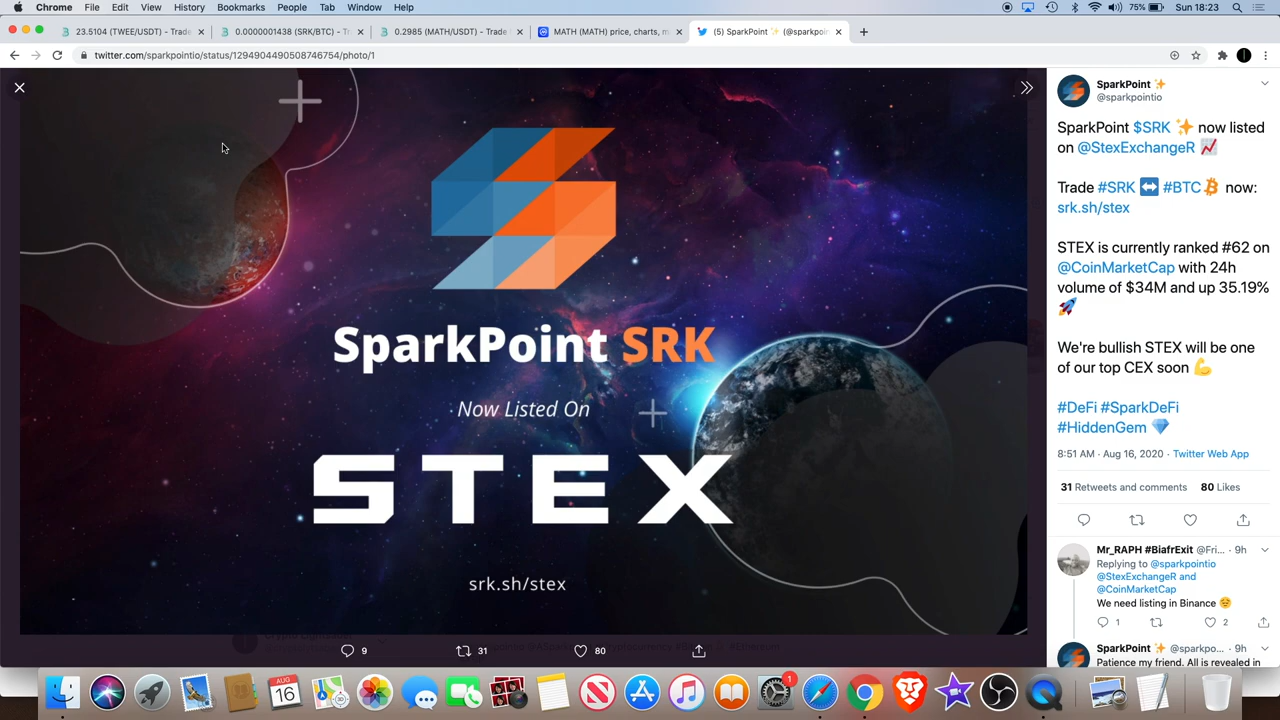 Chrome File Edit View History Bookmarks People Tab Window Help 75% Sun 18:23
23.5104 (TWEE/USDT) - Trade
0.0000001438 (SRK/BTC) - Tr
0.2985 (MATH/USDT) - Trade
MATH (MATH) price, charts, m
(5) SparkPoint ✨ (@sparkpoin
twitter.com/sparkpointio/status/1294904490508746754/photo/1
SparkPoint SRK
Now Listed On
STEX
srk.sh/stex
9 31 80
SparkPoint ✨
@sparkpointio
SparkPoint $SRK ✨ now listed
on @StexExchangeR 📈
Trade #SRK ↔️ #BTC now:
srk.sh/stex
STEX is currently ranked #62 on
@CoinMarketCap with 24h
volume of $34M and up 35.19%
🚀
We're bullish STEX will be one
of our top CEX soon 💪
#DeFi #SparkDeFi
#HiddenGem 💎
8:51 AM · Aug 16, 2020 · Twitter Web App
31 Retweets and comments 80 Likes
Mr_RAPH #BiafrExit @Fri... · 9h
Replying to @sparkpointio
@StexExchangeR and
@CoinMarketCap
We need listing in Binance ☺️
1 2
SparkPoint ✨ @sparkpo... · 9h
Patience my friend. All is revealed in
AUG
16
1